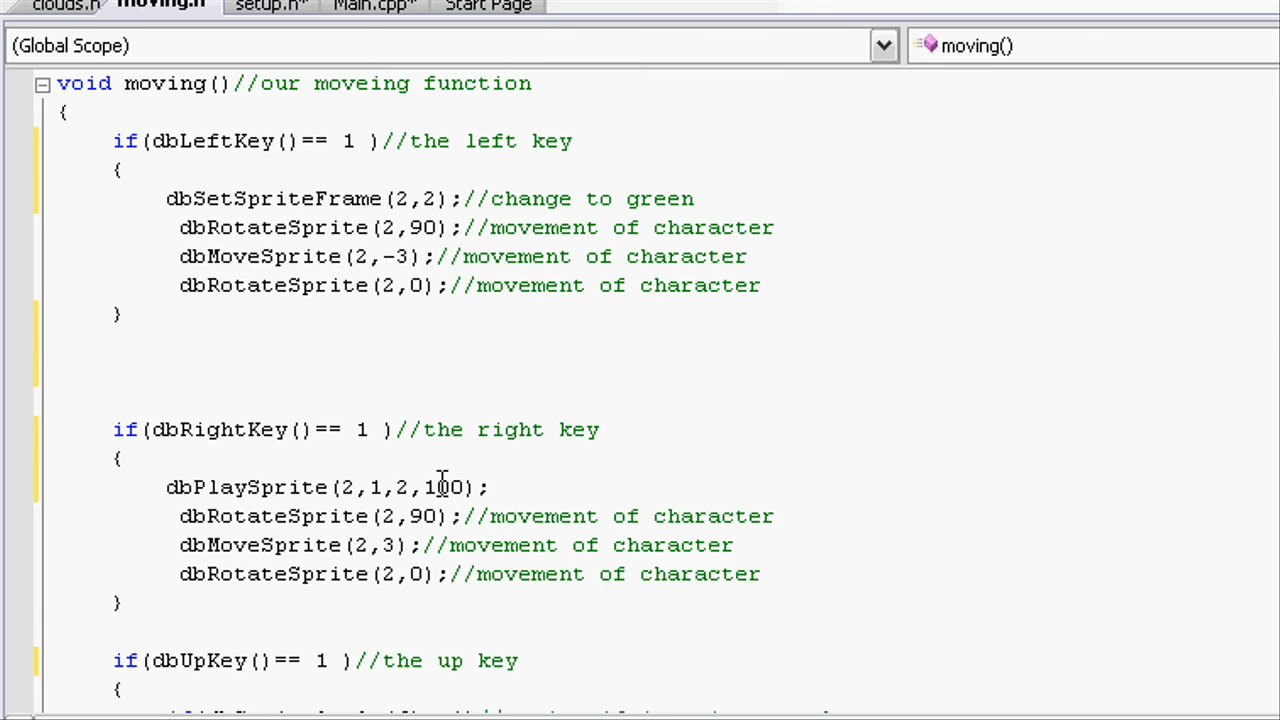 clouds.h moving.h setup.h* Main.cpp* Start Page
(Global Scope) moving()
void moving()//our moveing function
{
if(dbLeftKey()== 1 )//the left key
{
dbSetSpriteFrame(2,2);//change to green
dbRotateSprite(2,90);//movement of character
dbMoveSprite(2,-3);//movement of character
dbRotateSprite(2,0);//movement of character
}
if(dbRightKey()== 1 )//the right key
{
dbPlaySprite(2,1,2,100);
dbRotateSprite(2,90);//movement of character
dbMoveSprite(2,3);//movement of character
dbRotateSprite(2,0);//movement of character
}
if(dbUpKey()== 1 )//the up key
{